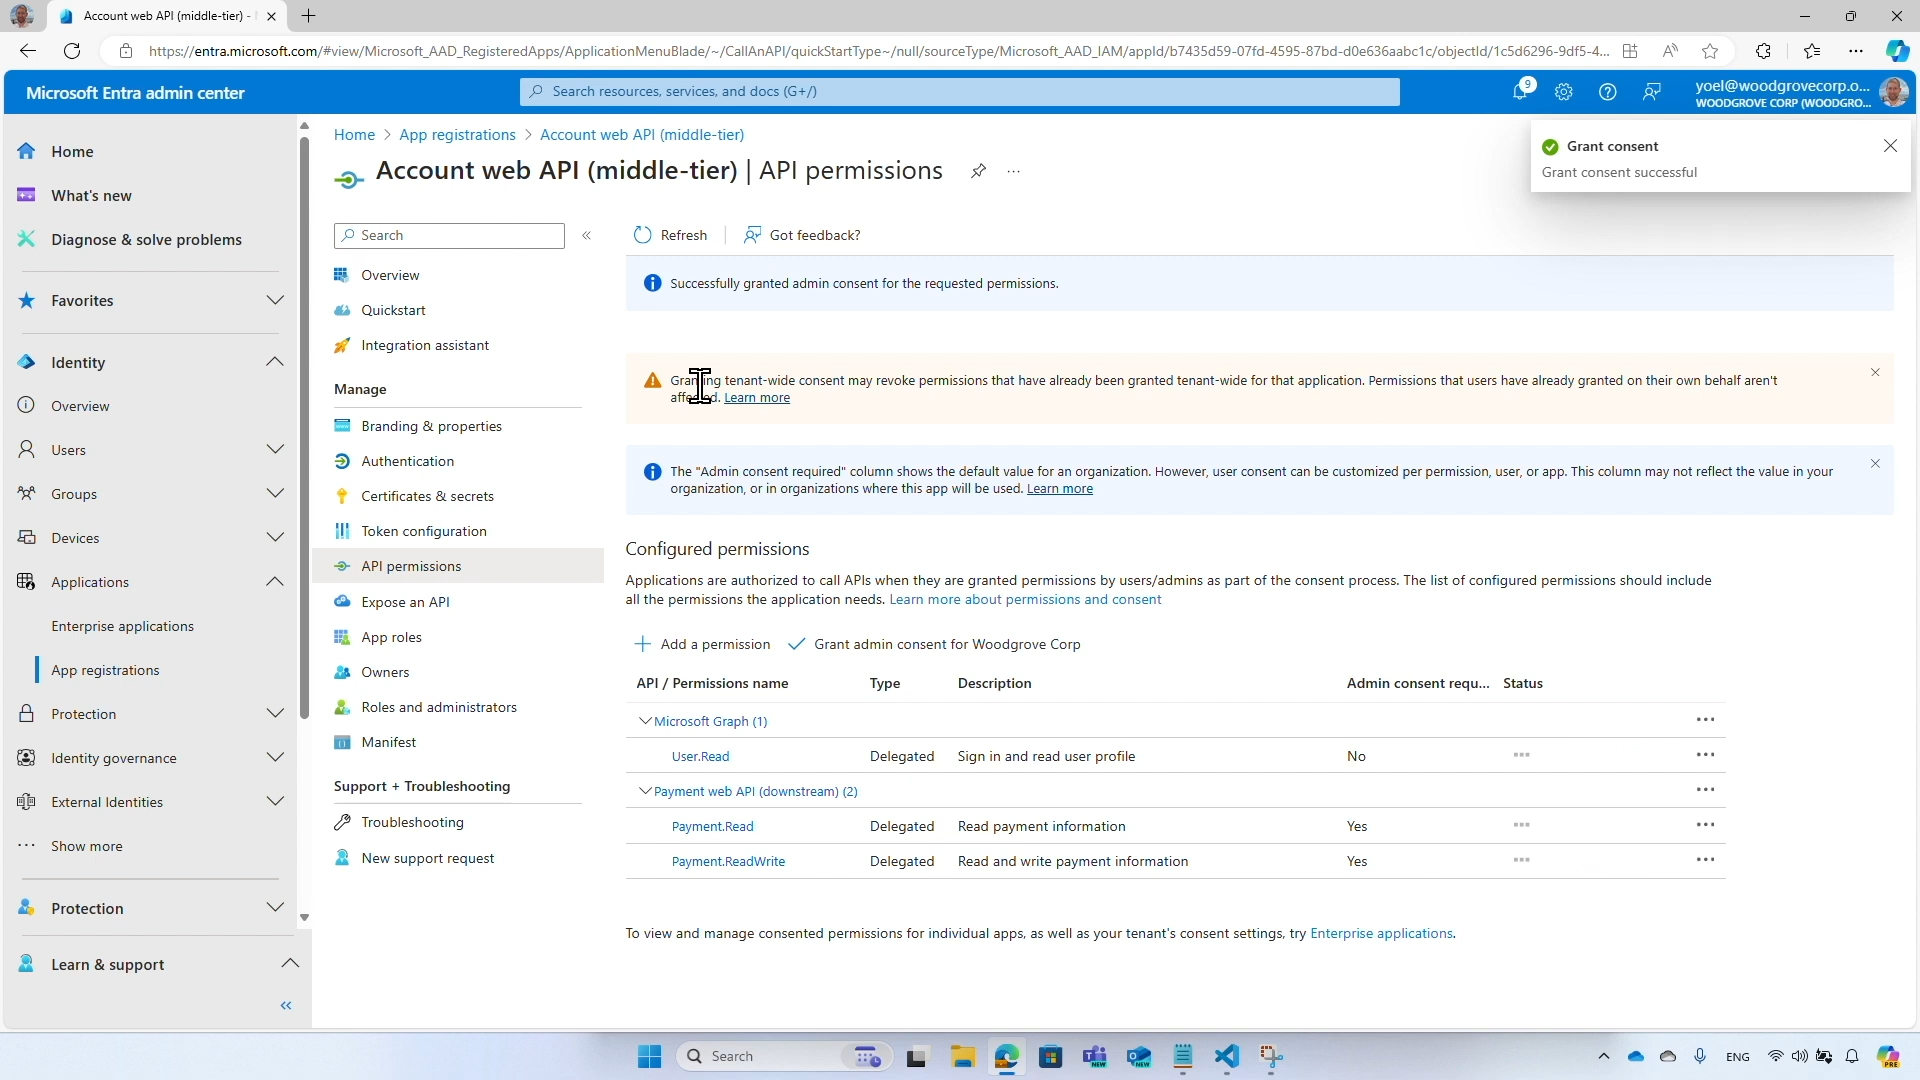 Account web API (middle-tier) -
https://entra.microsoft.com/#view/Microsoft_AAD_RegisteredApps/ApplicationMenuBlade/~/CallAnAPI/quickStartType~/null/sourceType/Microsoft_AAD_IAM/appId/b7435d59-07fd-4595-87bd-d0e636aabc1c/objectId/1c5d6296-9df5-4...
Microsoft Entra admin center
Search resources, services, and docs (G+/)
9
yoel@woodgrovecorp.o...
WOODGROVE CORP (WOODGRO...
Home
What's new
Diagnose & solve problems
Favorites
Identity
Overview
Users
Groups
Devices
Applications
Enterprise applications
App registrations
Protection
Identity governance
External Identities
Show more
Protection
Learn & support
Home > App registrations > Account web API (middle-tier)
Account web API (middle-tier) | API permissions
Grant consent
Grant consent successful
Search
Overview
Quickstart
Integration assistant
Manage
Branding & properties
Authentication
Certificates & secrets
Token configuration
API permissions
Expose an API
App roles
Owners
Roles and administrators
Manifest
Support + Troubleshooting
Troubleshooting
New support request
Refresh
Got feedback?
Successfully granted admin consent for the requested permissions.
Granting tenant-wide consent may revoke permissions that have already been granted tenant-wide for that application. Permissions that users have already granted on their own behalf aren't
affected. Learn more
The "Admin consent required" column shows the default value for an organization. However, user consent can be customized per permission, user, or app. This column may not reflect the value in your
organization, or in organizations where this app will be used. Learn more
Configured permissions
Applications are authorized to call APIs when they are granted permissions by users/admins as part of the consent process. The list of configured permissions should include
all the permissions the application needs. Learn more about permissions and consent
Add a permission
Grant admin consent for Woodgrove Corp
API / Permissions name Type Description Admin consent requ... Status
Microsoft Graph (1)
User.Read Delegated Sign in and read user profile No
Payment web API (downstream) (2)
Payment.Read Delegated Read payment information Yes
Payment.ReadWrite Delegated Read and write payment information Yes
To view and manage consented permissions for individual apps, as well as your tenant's consent settings, try Enterprise applications.
Search
NEW
NEW
ENG
PRE